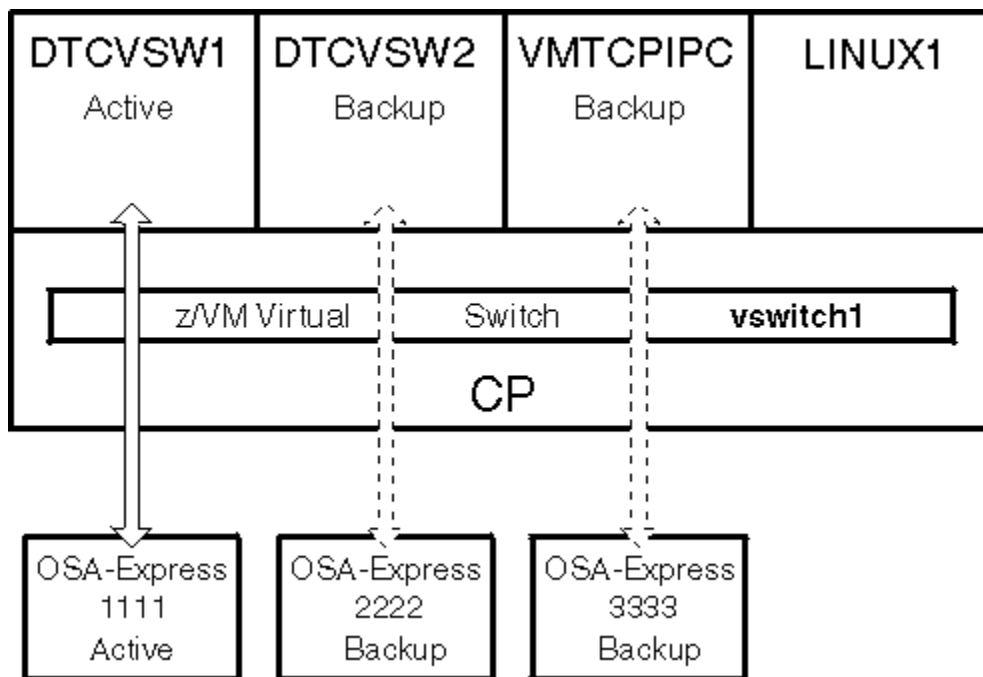 DTCVSW1 DTCVSW2 VMTCPIPC LINUX1
Active Backup Backup
z/VM Virtual Switch vswitch1
CP
OSA-Express OSA-Express OSA-Express
1111 2222 3333
Active Backup Backup